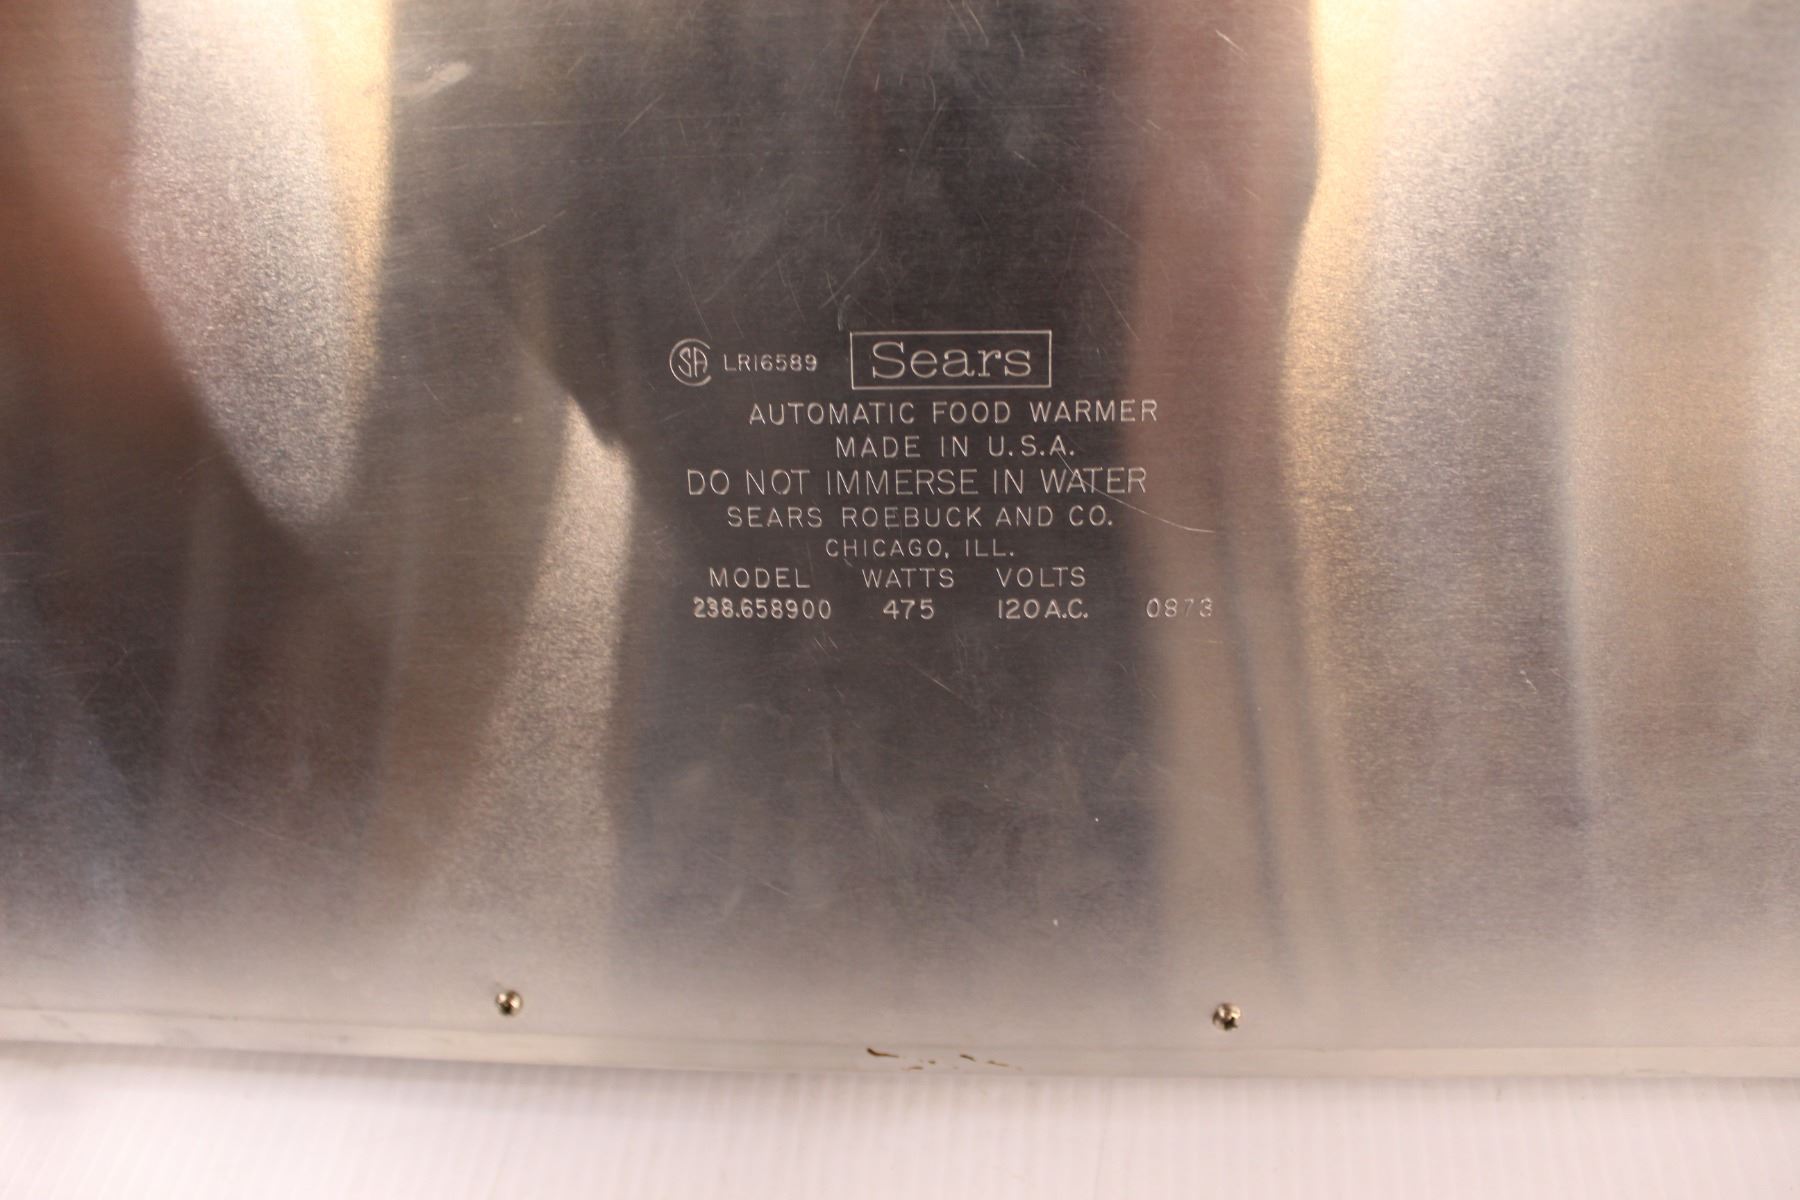 SA LR16589 Sears
AUTOMATIC FOOD WARMER
MADE IN U.S.A.
DO NOT IMMERSE IN WATER
SEARS ROEBUCK AND CO.
CHICAGO, ILL.
MODEL WATTS VOLTS
238.658900 475 120 A.C. 0873